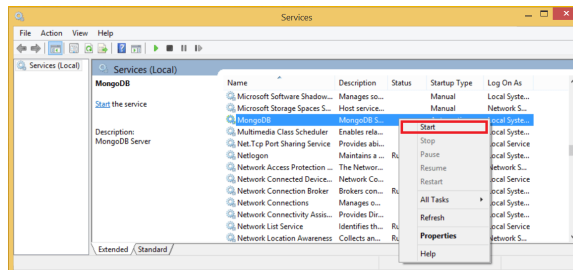 Services
File Action View Help
Services (Local)
Services (Local)
MongoDB
Start the service
Description:
MongoDB Server
Name Description Status Startup Type Log On As
Microsoft Software Shadow... Manages so... Manual Local Syste...
Microsoft Storage Spaces S... Host service... Manual Network S...
MongoDB MongoDB S... Local Syste...
Multimedia Class Scheduler Enables rela... Local Syste...
Net.Tcp Port Sharing Service Provides abi... Local Service
Netlogon Maintains a ... Local Syste...
Network Access Protection ... The Networ... Network S...
Network Connected Device... Network Co... Local Service
Network Connection Broker Brokers con... Local Syste...
Network Connections Manages o... Local Syste...
Network Connectivity Assis... Provides Dir... Local Syste...
Network List Service Identifies th... Local Service
Network Location Awareness Collects an... Network S...
Start
Stop
Pause
Resume
Restart
All Tasks
Refresh
Properties
Help
Extended Standard